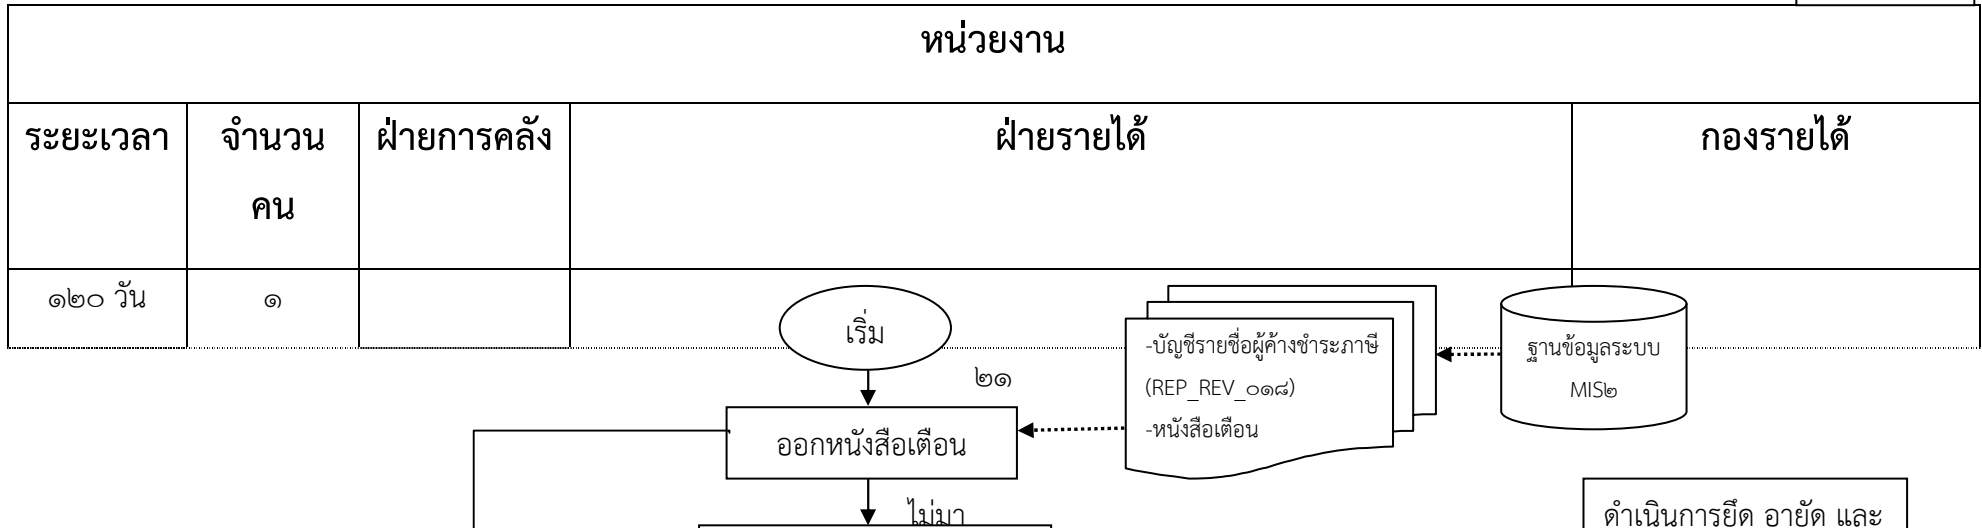 หน่วยงาน
ระยะเวลา
จำนวน
คน
ฝ่ายการคลัง
ฝ่ายรายได้
กองรายได้
๑๒๐ วัน
๑
เริ่ม
-บัญชีรายชื่อผู้ค้างชำระภาษี
(REP_REV_๐๑๘)
-หนังสือเตือน
ฐานข้อมูลระบบ
MIS๒
๒๑
ออกหนังสือเตือน
ไม่มา
ดำเนินการยึด อายัด และ